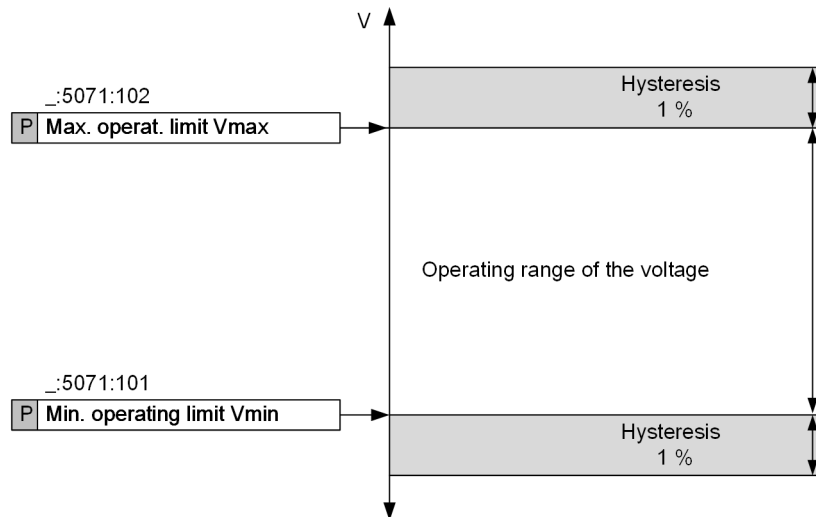 V
Hysteresis
1 %
_:5071:102
P Max. operat. limit Vmax
Operating range of the voltage
_:5071:101
P Min. operating limit Vmin
Hysteresis
1 %